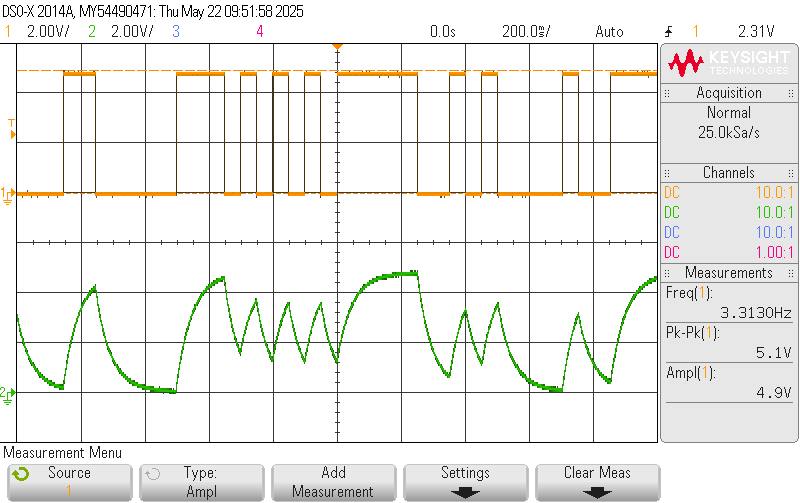 DSO-X 2014A, MY54490471: Thu May 22 09:51:58 2025
1 2.00V/ 2 2.00V/ 3 4 0.0s 200.0ms/ Auto 1 2.31V
KEYSIGHT
TECHNOLOGIES
Acquisition
Normal
25.0kSa/s
Channels
DC 10.0:1
DC 10.0:1
DC 10.0:1
DC 1.00:1
Measurements
Freq(1):
3.3130Hz
Pk-Pk(1):
5.1V
Ampl(1):
4.9V
T
1
2
Measurement Menu
Source
1
Type:
Ampl
Add
Measurement
Settings
Clear Meas